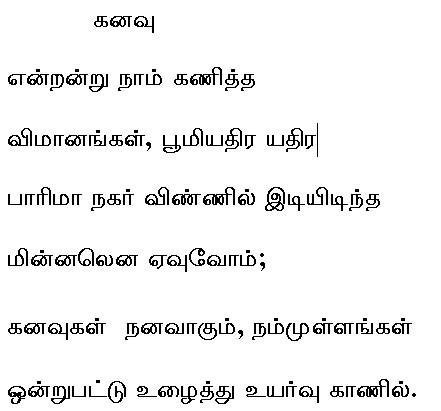 கனவு
என்றன்று நாம் கணித்த
விமானங்கள், பூமியதிர யதிர
பாரிமா நகர் விண்ணில் இடியிடிந்த
மின்னலென ஏவுவோம்;
கனவுகள் நனவாகும், நம்முள்ளங்கள்
ஒன்றுபட்டு உழைத்து உயர்வு காணில்.